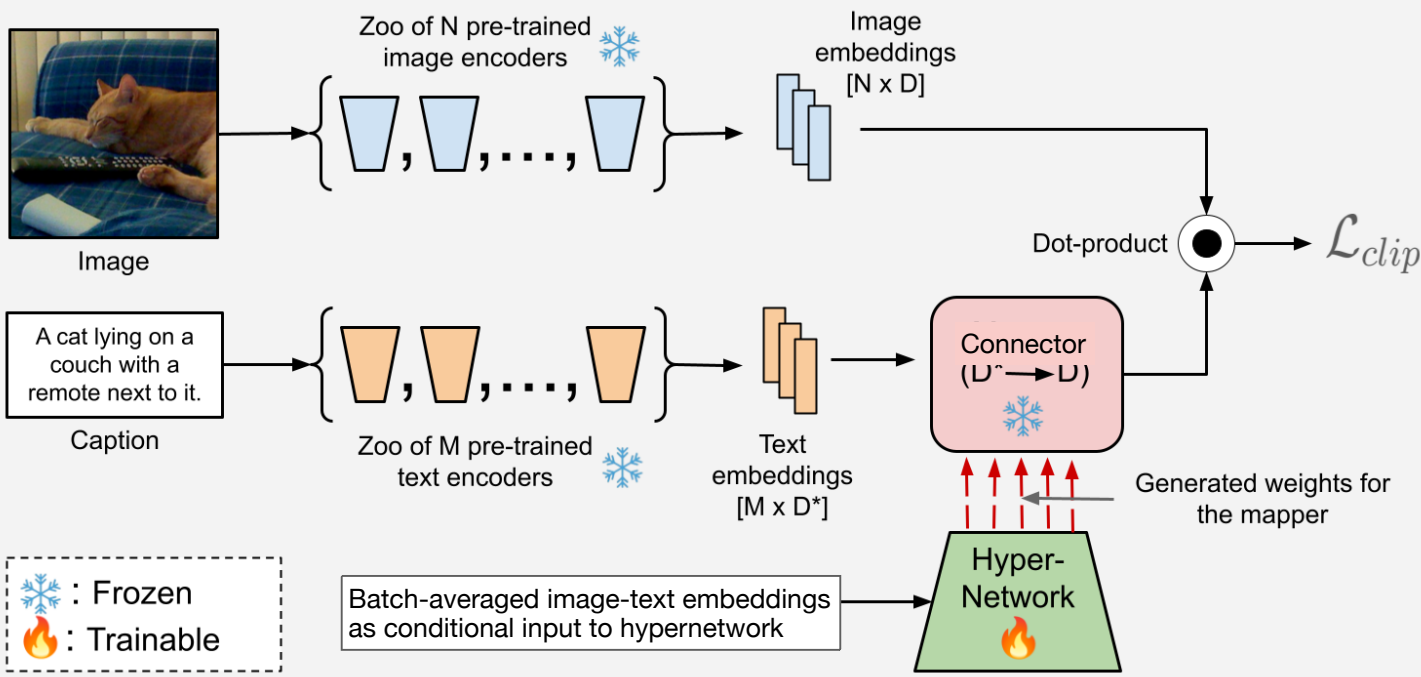 Zoo of N pre-trained
image encoders
Image
embeddings
[N x D]
, , . . . ,
Image
Dot-product
ℒclip
A cat lying on a
couch with a
remote next to it.
Caption
, , . . . ,
Zoo of M pre-trained
text encoders
Text
embeddings
[M x D*]
Connector
(D* → D)
Generated weights for
the mapper
Hyper-
Network
Batch-averaged image-text embeddings
as conditional input to hypernetwork
: Frozen
: Trainable